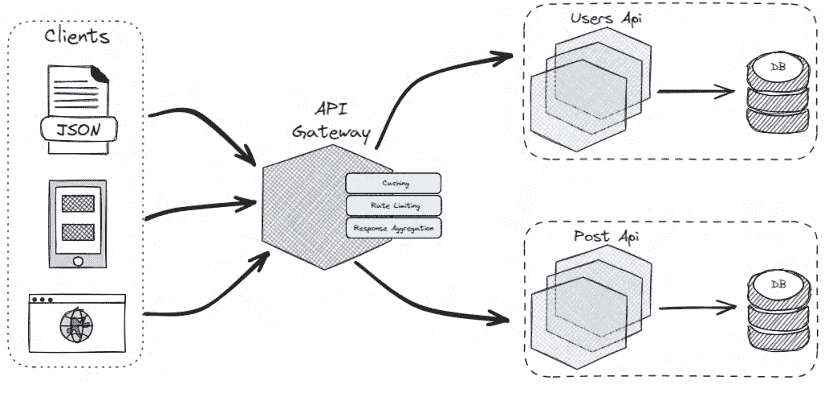 Clients
JSON
API
Gateway
Caching
Rate Limiting
Response Aggregation
Users Api
DB
Post Api
DB